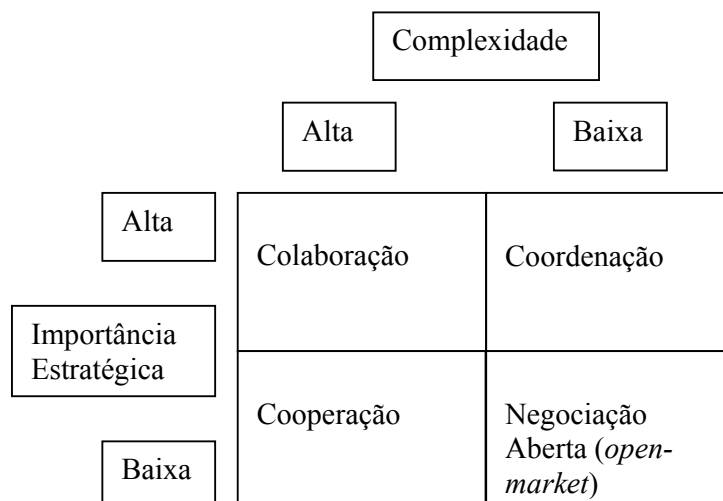 Complexidade
Alta
Baixa
Alta
Colaboração
Coordenação
Importância
Estratégica
Cooperação
Negociação
Aberta (open-
market)
Baixa